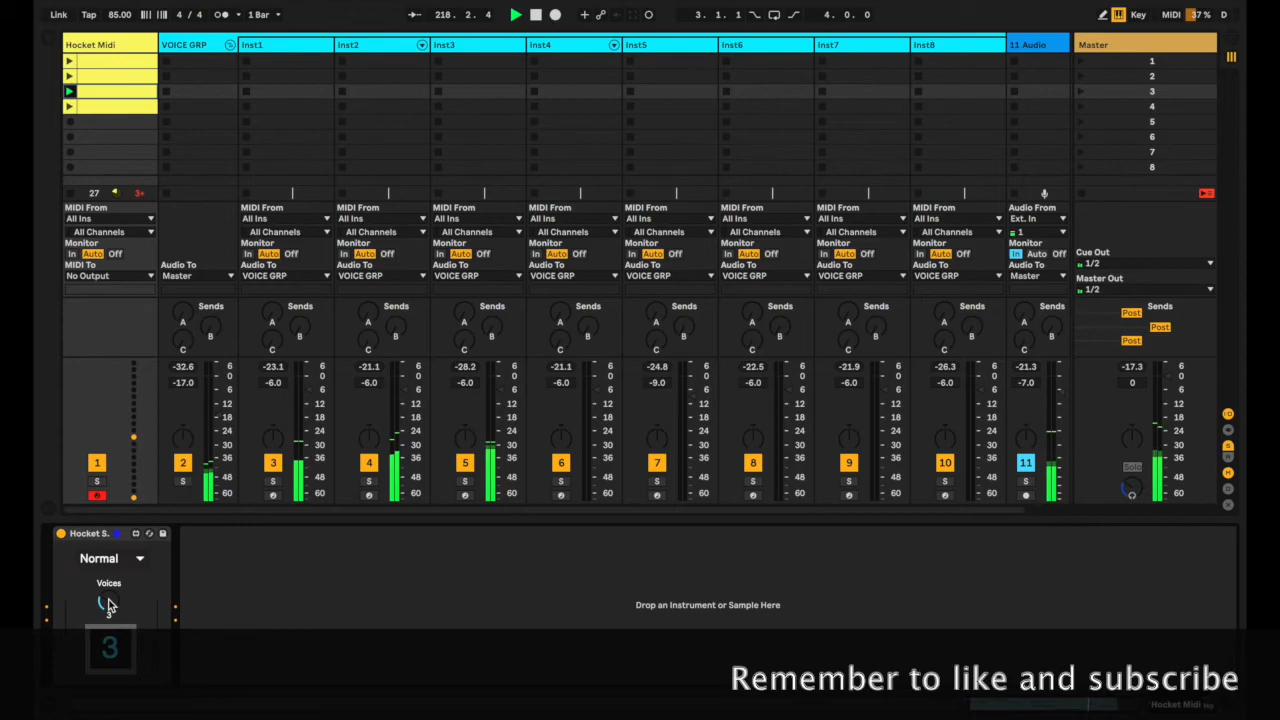 Link Tap 85.00 4 / 4 1 Bar 218. 2. 4 3. 1. 1 4. 0. 0 Key MIDI 37 % D
Hocket Midi VOICE GRP Inst1 Inst2 Inst3 Inst4 Inst5 Inst6 Inst7 Inst8 11 Audio Master
1
2
3
4
5
6
7
8
27 3+
MIDI From MIDI From MIDI From MIDI From MIDI From MIDI From MIDI From MIDI From MIDI From Audio From
All Ins All Ins All Ins All Ins All Ins All Ins All Ins All Ins All Ins Ext. In
All Channels All Channels All Channels All Channels All Channels All Channels All Channels All Channels All Channels 1
Monitor Monitor Monitor Monitor Monitor Monitor Monitor Monitor Monitor Monitor Cue Out
In Auto Off In Auto Off In Auto Off In Auto Off In Auto Off In Auto Off In Auto Off In Auto Off In Auto Off In Auto Off 1/2
MIDI To Audio To Audio To Audio To Audio To Audio To Audio To Audio To Audio To Audio To Audio To Master Out
No Output Master VOICE GRP VOICE GRP VOICE GRP VOICE GRP VOICE GRP VOICE GRP VOICE GRP VOICE GRP Master 1/2
Sends Sends Sends Sends Sends Sends Sends Sends Sends Sends Sends
Post
A A A A A A A A A A Post
B B B B B B B B B B
C C C C C C C C C C Post
-32.6 6 -23.1 6 -21.1 6 -28.2 6 -21.1 6 -24.8 6 -22.5 6 -21.9 6 -26.3 6 -21.3 6 -17.3 6
0 0 0 0 0 0 0 0 0 0 0
-17.0 -6.0 -6.0 -6.0 -6.0 -9.0 -6.0 -6.0 -6.0 -7.0 0
6 6 6 6 6 6 6 6 6 6 6
12 12 12 12 12 12 12 12 12 12 12
18 18 18 18 18 18 18 18 18 18 18
24 24 24 24 24 24 24 24 24 24 24
30 30 30 30 30 30 30 30 30 30 30
1 2 36 3 36 4 36 5 36 6 36 7 36 8 36 9 36 10 36 11 36 Solo 36
S S 48 S 48 S 48 S 48 S 48 S 48 S 48 S 48 S 48 S 48 48
60 60 60 60 60 60 60 60 60 60 60
Hocket S.
Normal
Voices
3
3
Drop an Instrument or Sample Here
Remember to like and subscribe
Hocket Midi